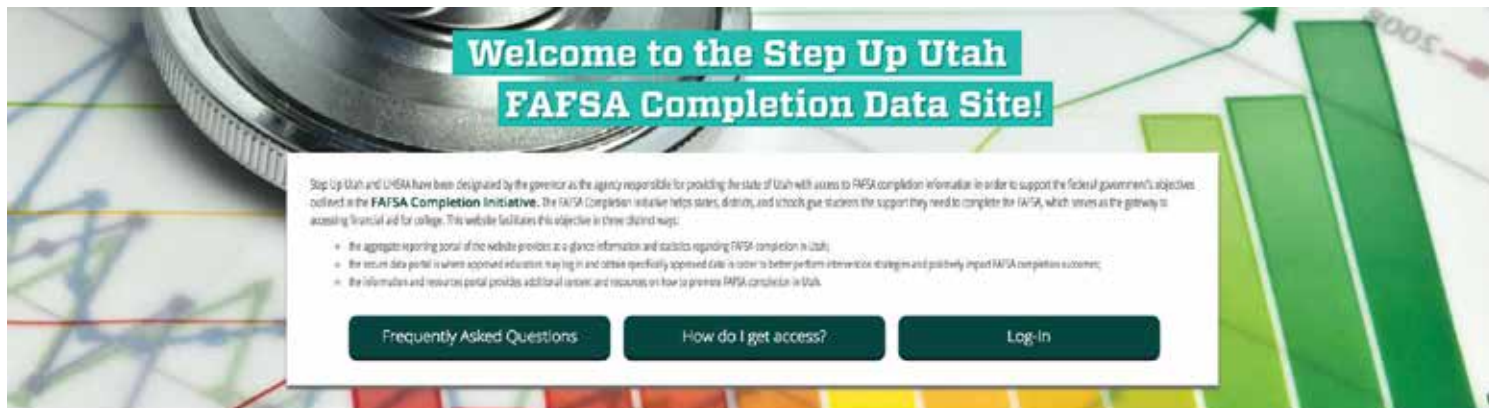 Welcome to the Step Up Utah
FAFSA Completion Data Site!
2008
Step Up Utah and UHEAA have been designated by the governor as the agency responsible for providing the state of Utah with access to FAFSA completion information in order to support the federal government's objectives
outlined in the FAFSA Completion Initiative. The FAFSA Completion Initiative helps states, districts, and schools give students the support they need to complete the FAFSA, which serves as the gateway to
accessing financial aid for college. This website facilitates this objective in three distinct ways:
the aggregate reporting portal of the website provides at-a-glance information and statistics regarding FAFSA completion in Utah;
the secure data portal is where approved educators may log in and obtain specifically approved data in order to better perform intervention strategies and positively impact FAFSA completion outcomes;
the information and resources portal provides additional content and resources on how to promote FAFSA completion in Utah.
Frequently Asked Questions
How do I get access?
Log-In